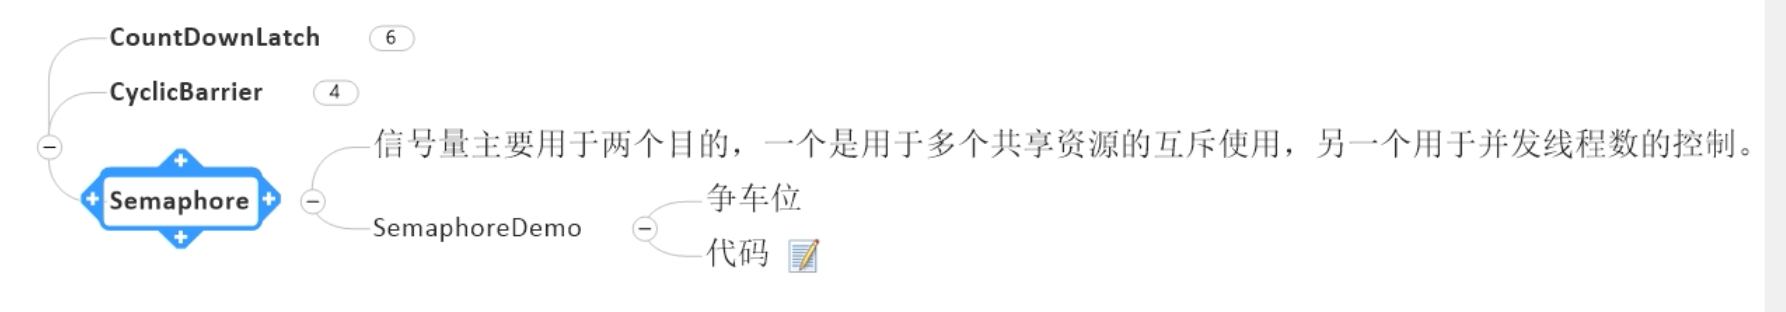 CountDownLatch 6
CyclicBarrier 4
信号量主要用于两个目的，一个是用于多个共享资源的互斥使用，另一个用于并发线程数的控制。
Semaphore
争车位
SemaphoreDemo
代码